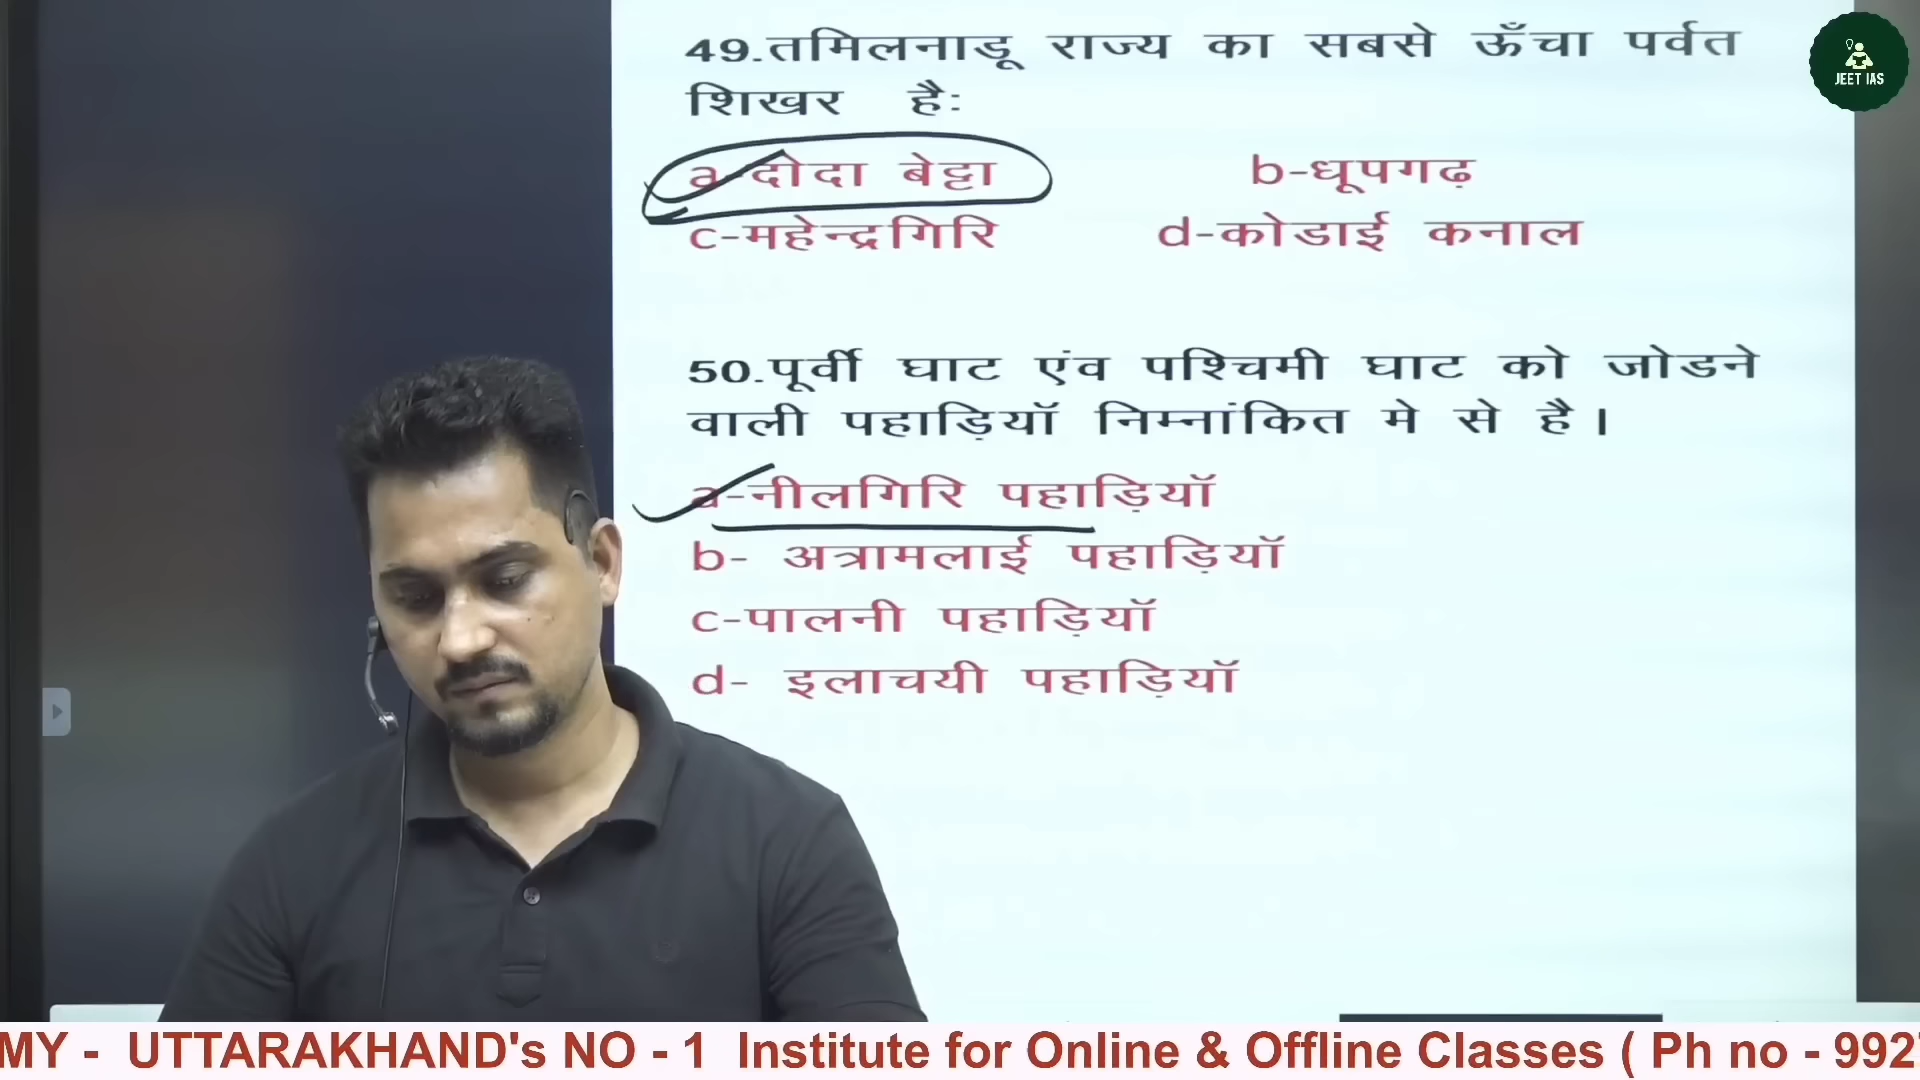 49.तमिलनाडू राज्य का सबसे ऊँचा पर्वत
शिखर है:
a-दोदा बेट्टा b-धूपगढ़
c-महेन्द्रगिरि d-कोडाई कनाल
50.पूर्वी घाट एंव पश्चिमी घाट को जोडने
वाली पहाड़ियॉ निम्नांकित मे से है।
a-नीलगिरि पहाड़ियॉ
b- अत्रामलाई पहाड़ियॉ
c-पालनी पहाड़ियॉ
d- इलाचयी पहाड़ियॉ
JEET IAS
MY - UTTARAKHAND's NO - 1 Institute for Online & Offline Classes ( Ph no - 992